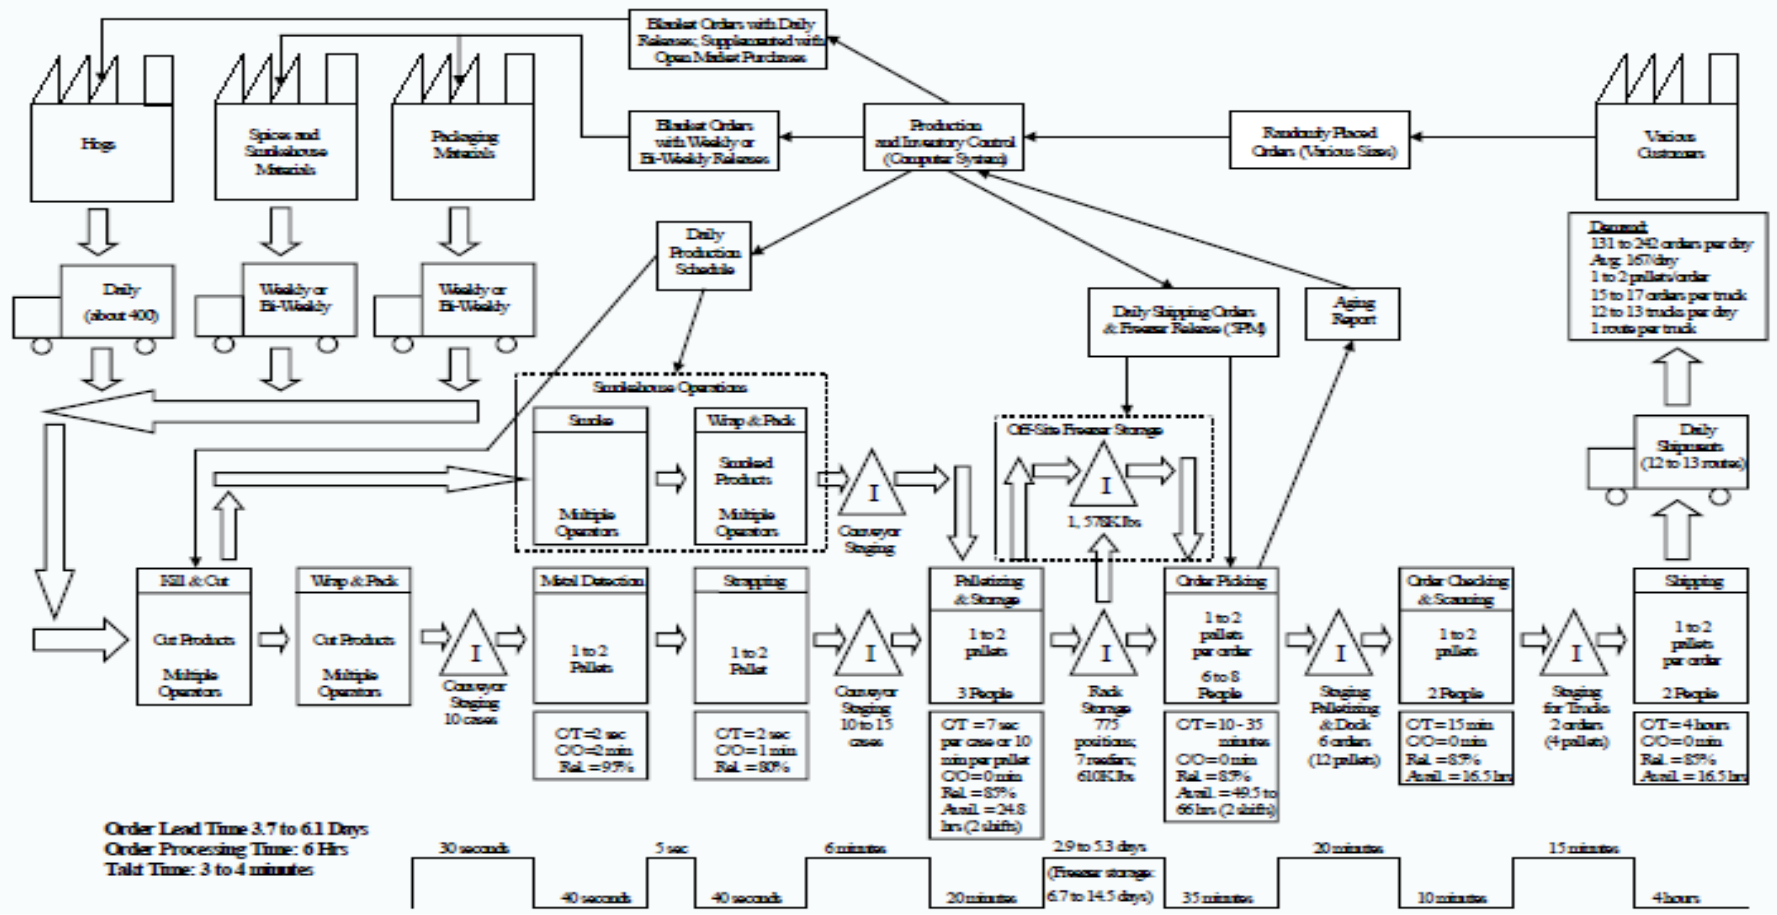 Blanket Orders with Daily
Releases; Supplemented with
Open Market Purchases
Hogs
Spices and
Smokehouse
Materials
Packaging
Materials
Blanket Orders
with Weekly or
Bi-Weekly Releases
Production
and Inventory Control
(Computer System)
Randomly Placed
Orders (Various Sizes)
Various
Customers
Daily
(about 400)
Weekly or
Bi-Weekly
Weekly or
Bi-Weekly
Daily
Production
Schedule
Daily Shipping Orders
& Freezer Release (5PM)
Aging
Report
Demand:
131 to 242 orders per day
Avg: 167/day
1 to 2 pallets/order
15 to 17 orders per truck
12 to 13 trucks per day
1 route per truck
Smokehouse Operations
Smoke
Multiple
Operators
Wrap & Pack
Smoked
Products
Multiple
Operators
I
Conveyor
Staging
Off-Site Freezer Storage
I
1, 578K lbs
Daily
Shipments
(12 to 13 routes)
Kill & Cut
Cut Products
Multiple
Operators
Wrap & Pack
Cut Products
Multiple
Operators
I
Conveyor
Staging
10 cases
Metal Detection
1 to 2
Pallets
C/T=2 sec
C/O=2 min
Rel. = 95%
Strapping
1 to 2
Pallet
C/T = 2 sec
C/O = 1 min
Rel. = 80%
I
Conveyor
Staging
10 to 15
cases
Palletizing
& Storage
1 to 2
pallets
3 People
C/T = 7 sec
per case or 10
min per pallet
C/O = 0 min
Rel. = 85%
Avail. = 24.8
hrs (2 shifts)
I
Rack
Storage
775
positions;
7 reefers;
610K lbs
Order Picking
1 to 2
pallets
per order
6 to 8
People
C/T = 10 - 35
minutes
C/O = 0 min
Rel. = 85%
Avail. = 49.5 to
66 hrs (2 shifts)
I
Staging
Palletizing
& Dock
6 orders
(12 pallets)
Order Checking
& Scanning
1 to 2
pallets
2 People
C/T = 15 min
C/O = 0 min
Rel. = 85%
Avail. = 16.5 hrs
I
Staging
for Trucks
2 orders
(4 pallets)
Shipping
1 to 2
pallets
per order
2 People
C/T = 4 hours
C/O = 0 min
Rel. = 85%
Avail. = 16.5 hrs
Order Lead Time 3.7 to 6.1 Days
Order Processing Time: 6 Hrs
Takt Time: 3 to 4 minutes
30 seconds
40 seconds
5 sec
40 seconds
6 minutes
20 minutes
2.9 to 5.3 days
(Freezer storage:
6.7 to 14.5 days)
35 minutes
20 minutes
10 minutes
15 minutes
4 hours